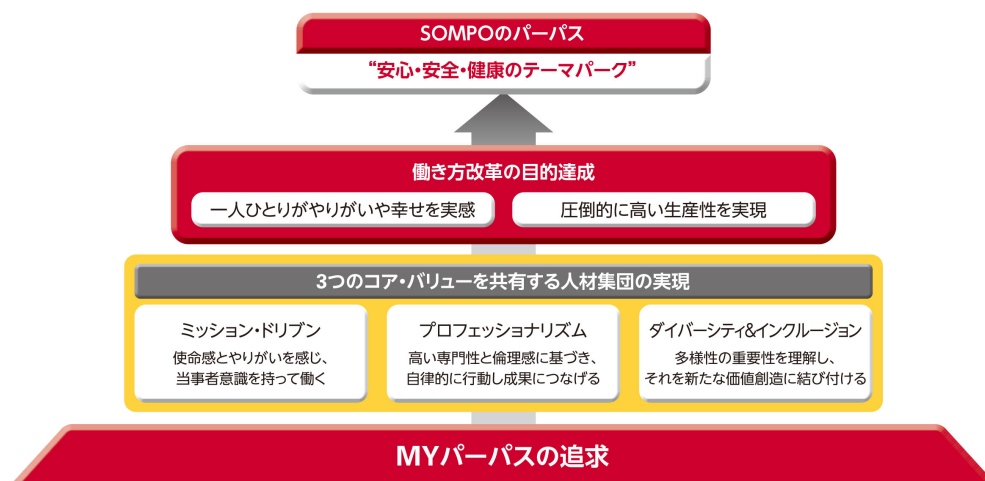 SOMPOのパーパス
“安心・安全・健康のテーマパーク”
働き方改革の目的達成
一人ひとりがやりがいや幸せを実感
圧倒的に高い生産性を実現
3つのコア・バリューを共有する人材集団の実現
ミッション・ドリブン
使命感とやりがいを感じ、
当事者意識を持って働く
プロフェッショナリズム
高い専門性と倫理感に基づき、
自律的に行動し成果につなげる
ダイバーシティ&インクルージョン
多様性の重要性を理解し、
それを新たな価値創造に結び付ける
MYパーパスの追求